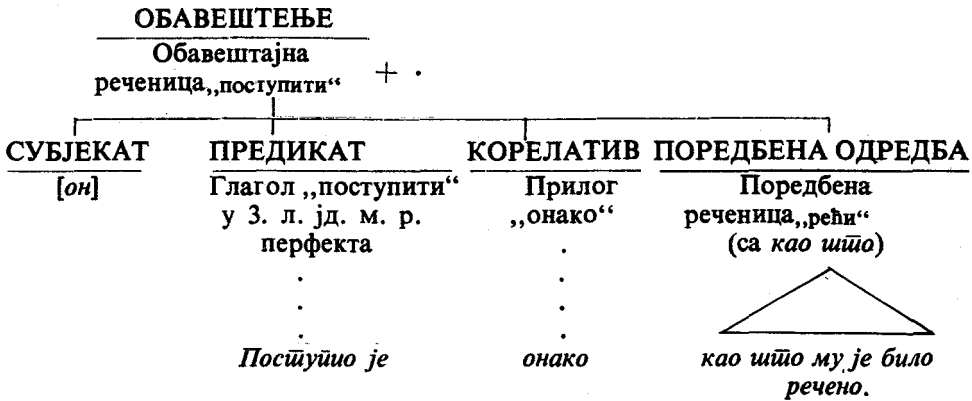 ОБАВЕШТЕЊЕ
Обавештајна
реченица„поступити“ + .
СУБЈЕКАТ ПРЕДИКАТ КОРЕЛАТИВ ПОРЕДБЕНА ОДРЕДБА
[он] Глагол „поступити“ Прилог Поредбена
у 3. л. јд. м. р. „онако“ реченица„рећи“
перфекта (са као што)
Поступио је онако као што му је било
речено.